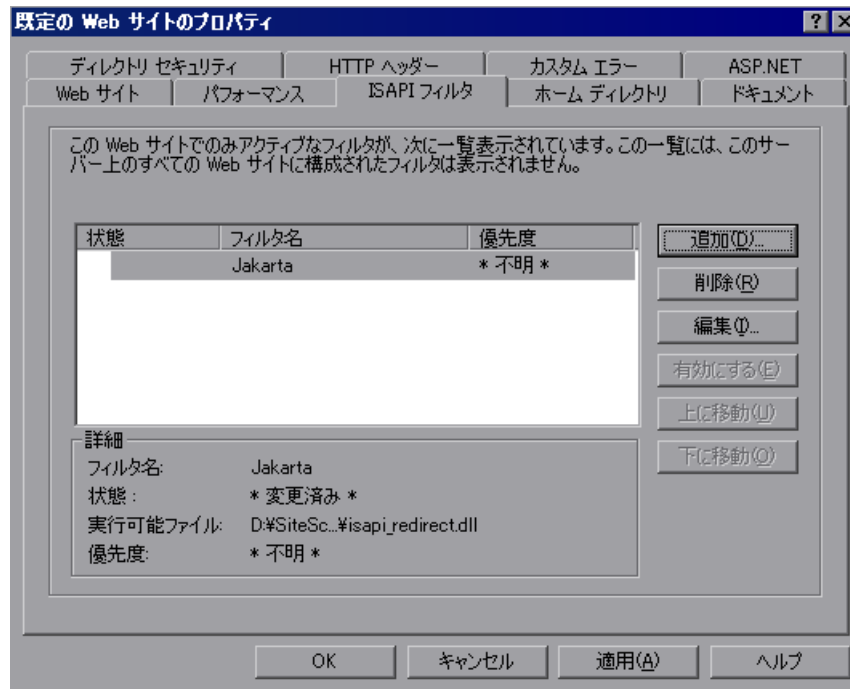 既定の Web サイトのプロパティ
ディレクトリ セキュリティ HTTP ヘッダー カスタム エラー ASP.NET
Web サイト パフォーマンス ISAPI フィルタ ホーム ディレクトリ ドキュメント
この Web サイトでのみアクティブなフィルタが、次に一覧表示されています。この一覧には、このサー
バー上のすべての Web サイトに構成されたフィルタは表示されません。
状態 フィルタ名 優先度
Jakarta * 不明 *
追加(D)...
削除(R)
編集(I)...
有効にする(E)
上に移動(U)
下に移動(O)
詳細
フィルタ名: Jakarta
状態 : * 変更済み *
実行可能ファイル: D:¥SiteSc...¥isapi_redirect.dll
優先度: * 不明 *
OK キャンセル 適用(A) ヘルプ